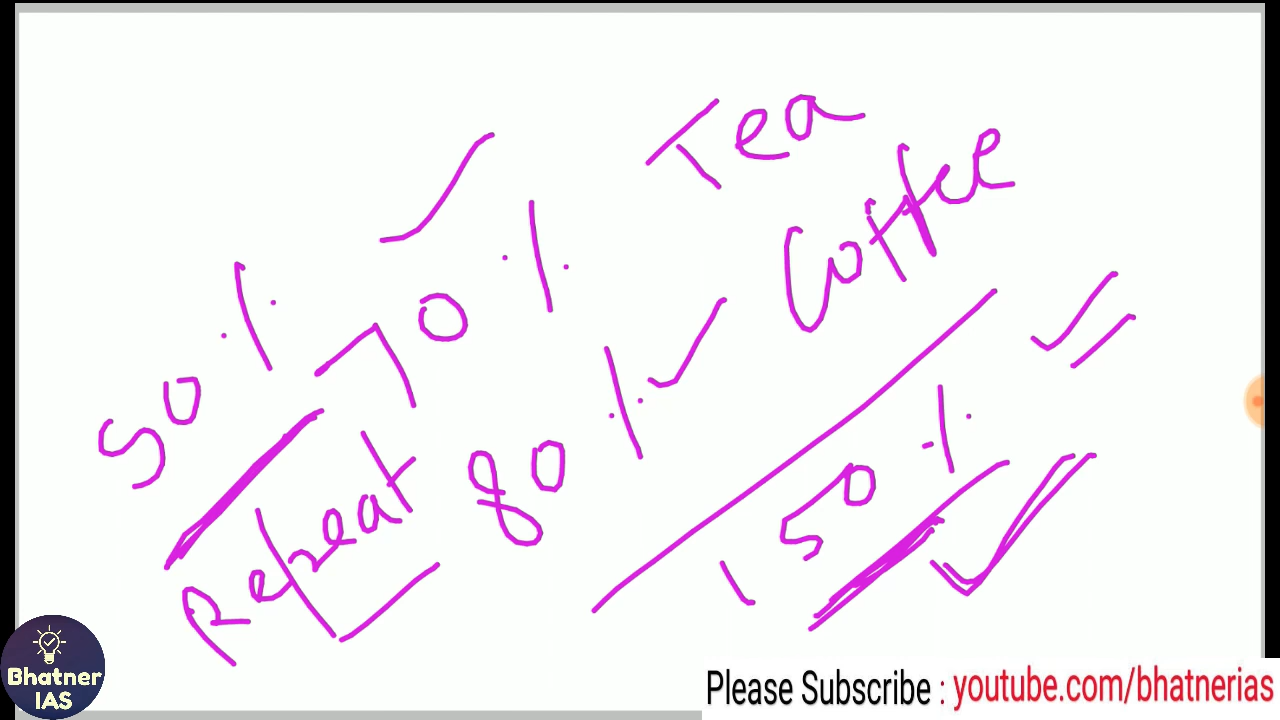 70 % Tea
80 % Coffee
150 %
50 %
Repeat
Bhatner
IAS
Please Subscribe : youtube.com/bhatnerias